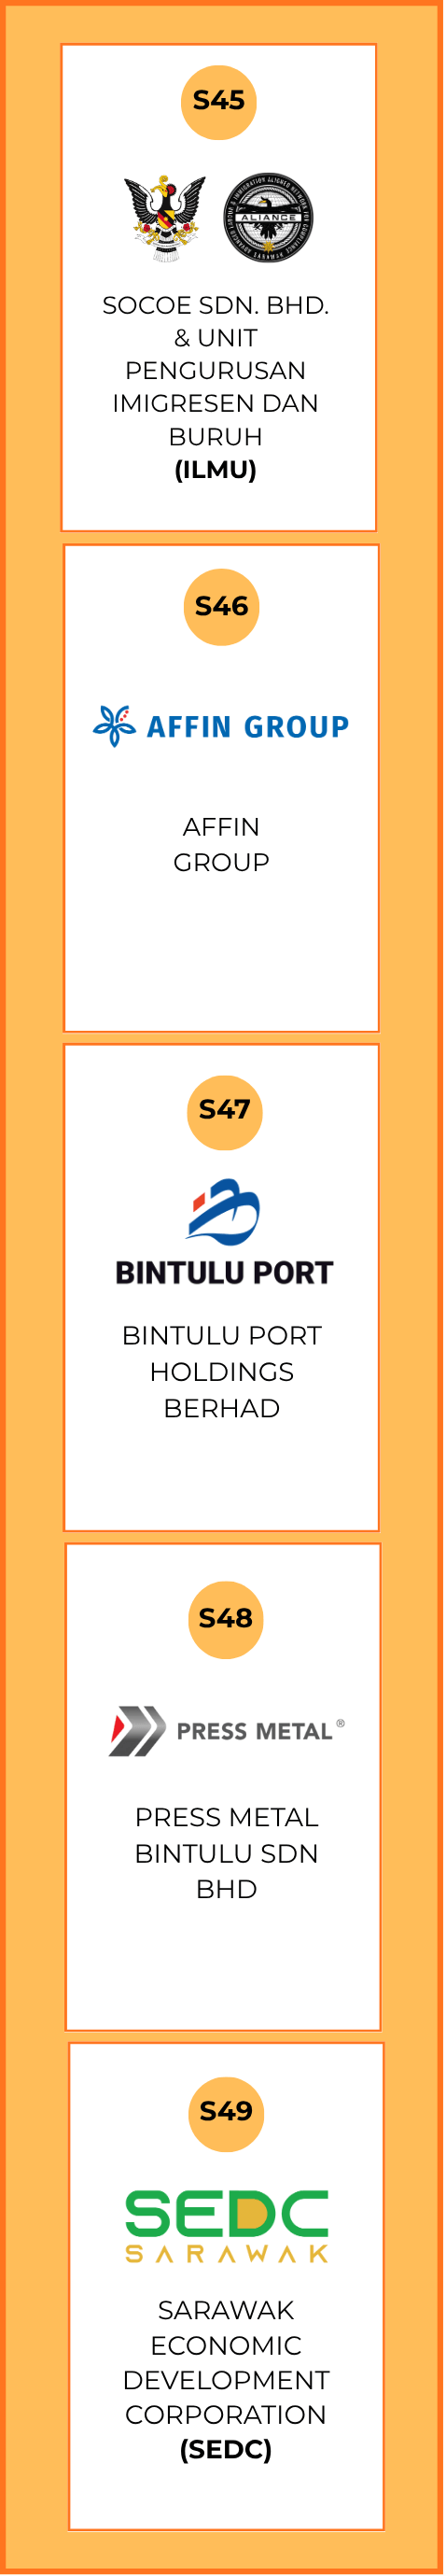 S45
ALIANCE
SOCOE SDN. BHD.
& UNIT
PENGURUSAN
IMIGRESEN DAN
BURUH
(ILMU)
S46
AFFIN GROUP
AFFIN
GROUP
S47
BINTULU PORT
BINTULU PORT
HOLDINGS
BERHAD
S48
PRESS METAL®
PRESS METAL
BINTULU SDN
BHD
S49
SEDC
SARAWAK
SARAWAK
ECONOMIC
DEVELOPMENT
CORPORATION
(SEDC)